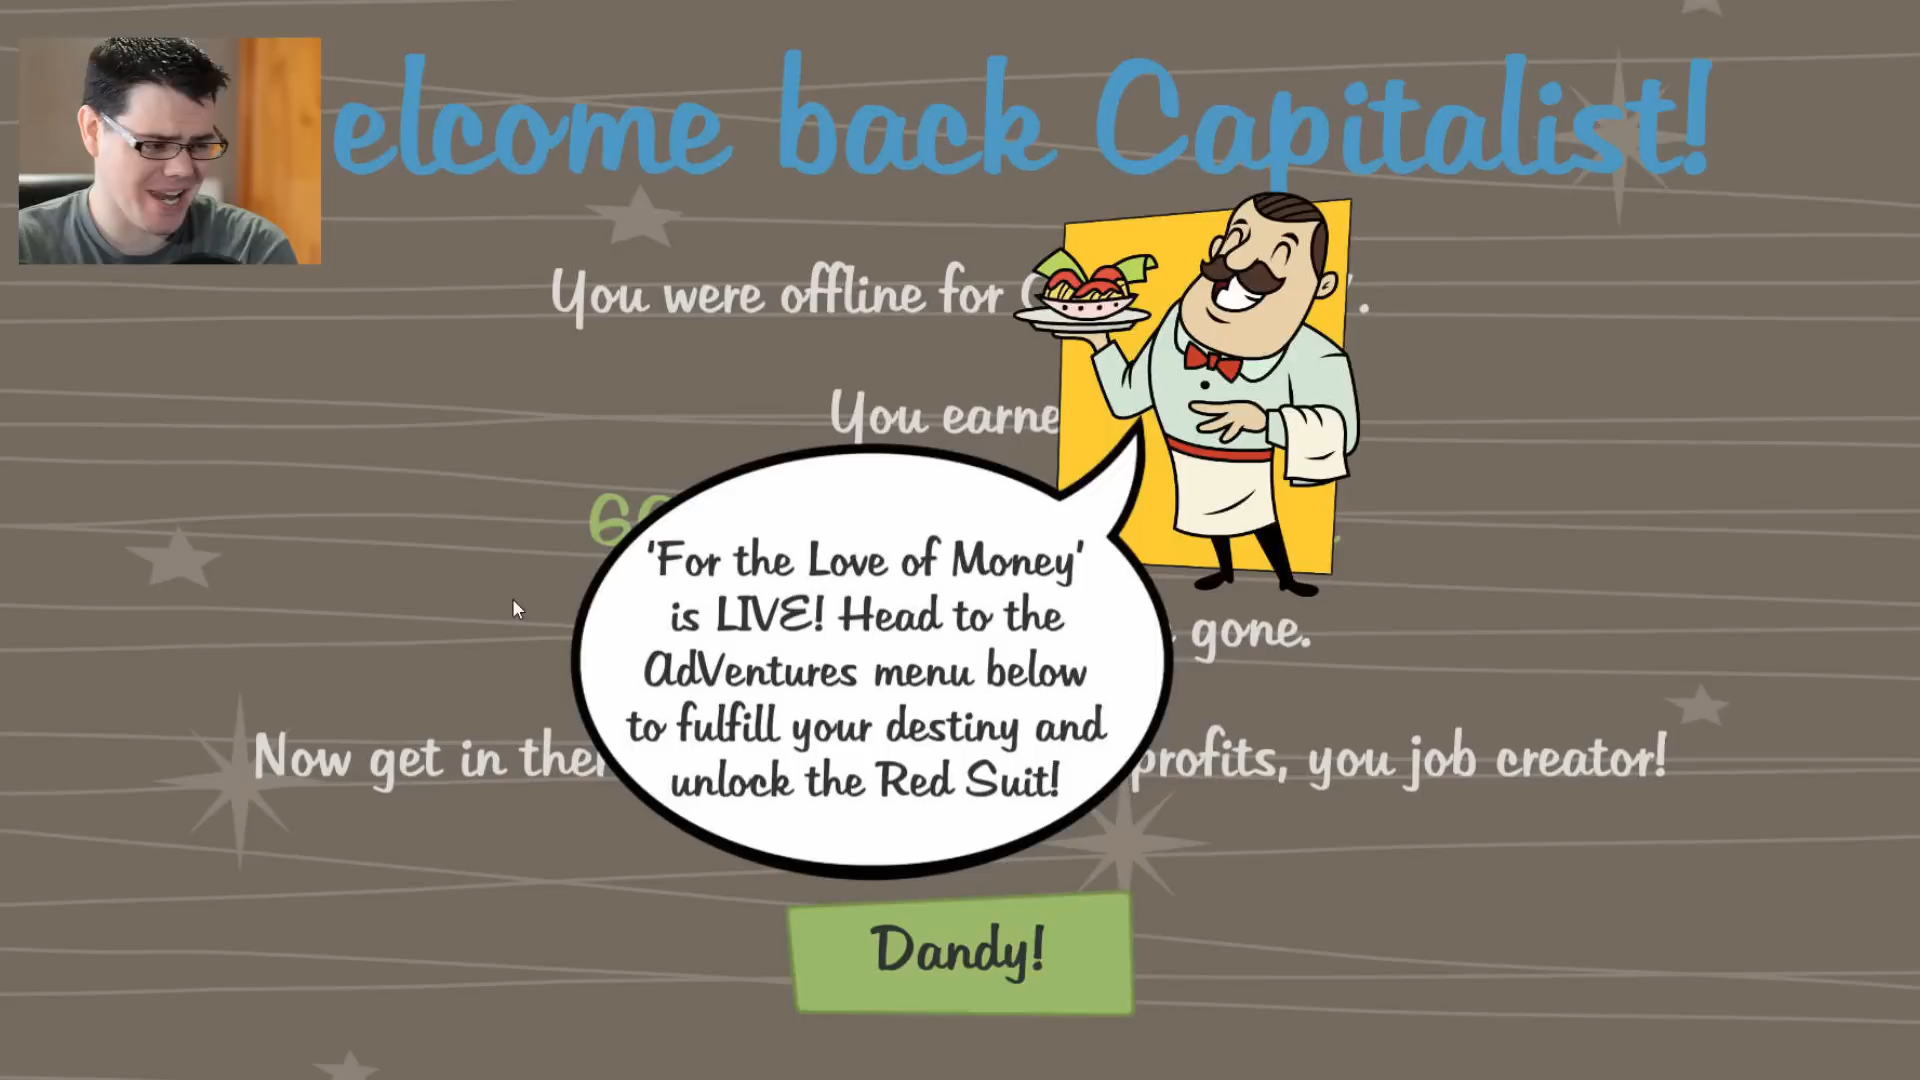 elcome back Capitalist!
You were offline for
You earne
'For the Love of Money'
is LIVE! Head to the
AdVentures menu below
to fulfill your destiny and
unlock the Red Suit!
gone.
Now get in profits, you job creator!
Dandy!